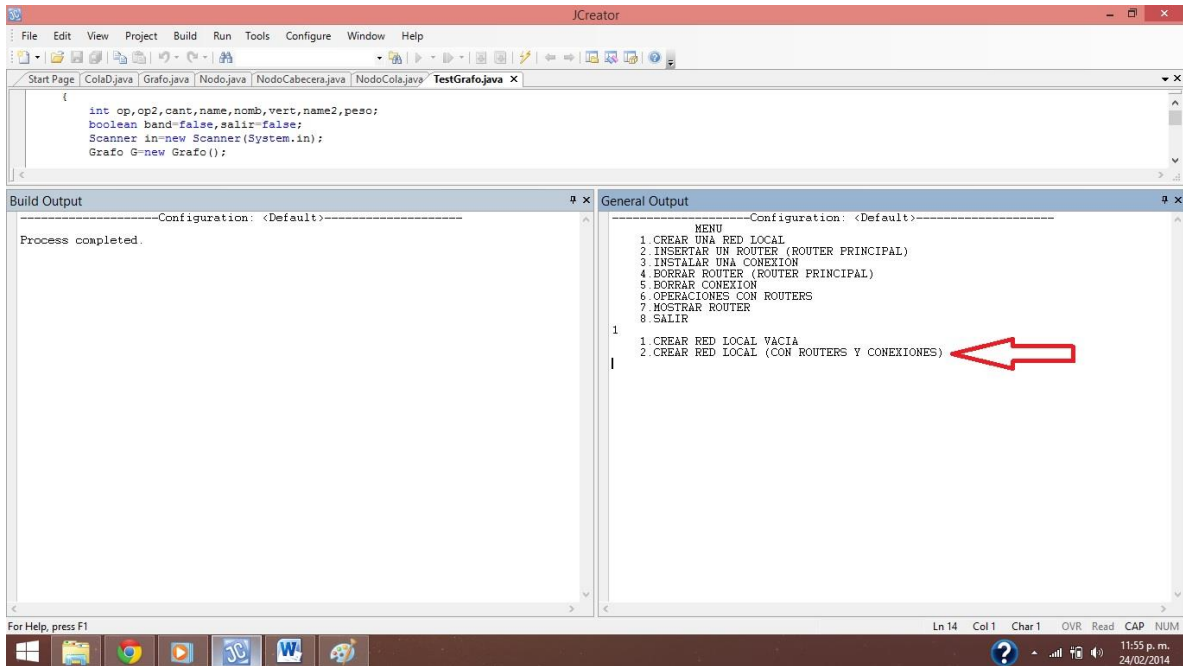 JCreator
File Edit View Project Build Run Tools Configure Window Help
Start Page ColaD.java Grafo.java Nodo.java NodoCabecera.java NodoCola.java TestGrafo.java
{
int op,op2,cant,name,nomb,vert,name2,peso;
boolean band=false,salir=false;
Scanner in=new Scanner(System.in);
Grafo G=new Grafo();
Build Output
--------------------Configuration: <Default>--------------------
Process completed.
General Output
--------------------Configuration: <Default>--------------------
MENU
1.CREAR UNA RED LOCAL
2.INSERTAR UN ROUTER (ROUTER PRINCIPAL)
3.INSTALAR UNA CONEXION
4.BORRAR ROUTER (ROUTER PRINCIPAL)
5.BORRAR CONEXION
6.OPERACIONES CON ROUTERS
7.MOSTRAR ROUTER
8.SALIR
1
1.CREAR RED LOCAL VACIA
2.CREAR RED LOCAL (CON ROUTERS Y CONEXIONES)
For Help, press F1
Ln 14 Col 1 Char 1 OVR Read CAP NUM
11:55 p. m.
24/02/2014